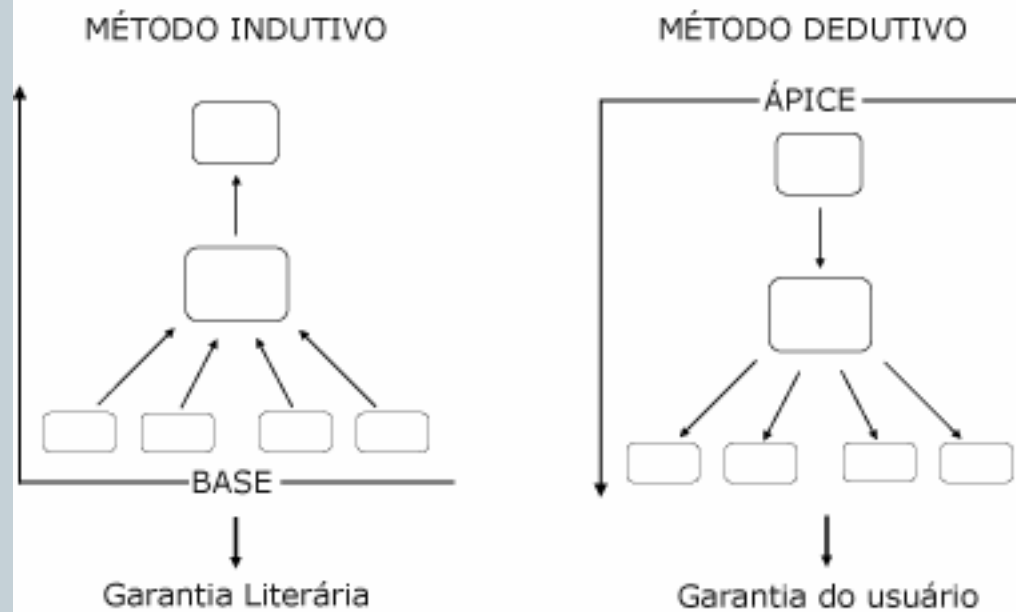 MÉTODO INDUTIVO
BASE
Garantia Literária
MÉTODO DEDUTIVO
ÁPICE
Garantia do usuário